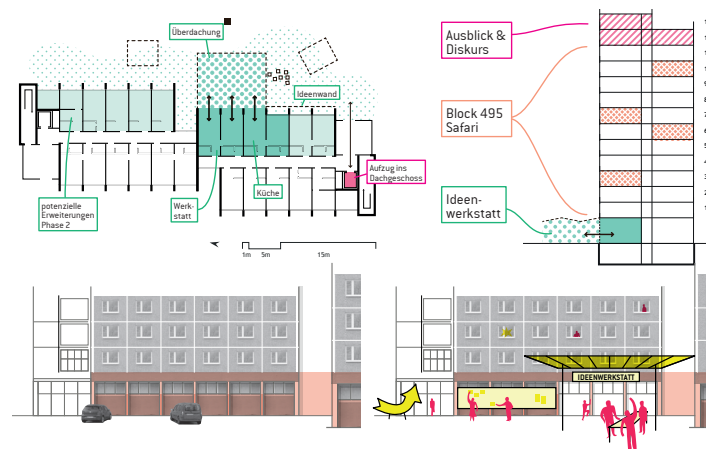 Überdachung
Ideenwand
Aufzug ins
Dachgeschoss
potenzielle
Erweiterungen
Phase 2
Werk-
statt
Küche
1m 5m 15m
Ausblick &
Diskurs
Block 495
Safari
Ideen-
werkstatt
IDEENWERKSTATT